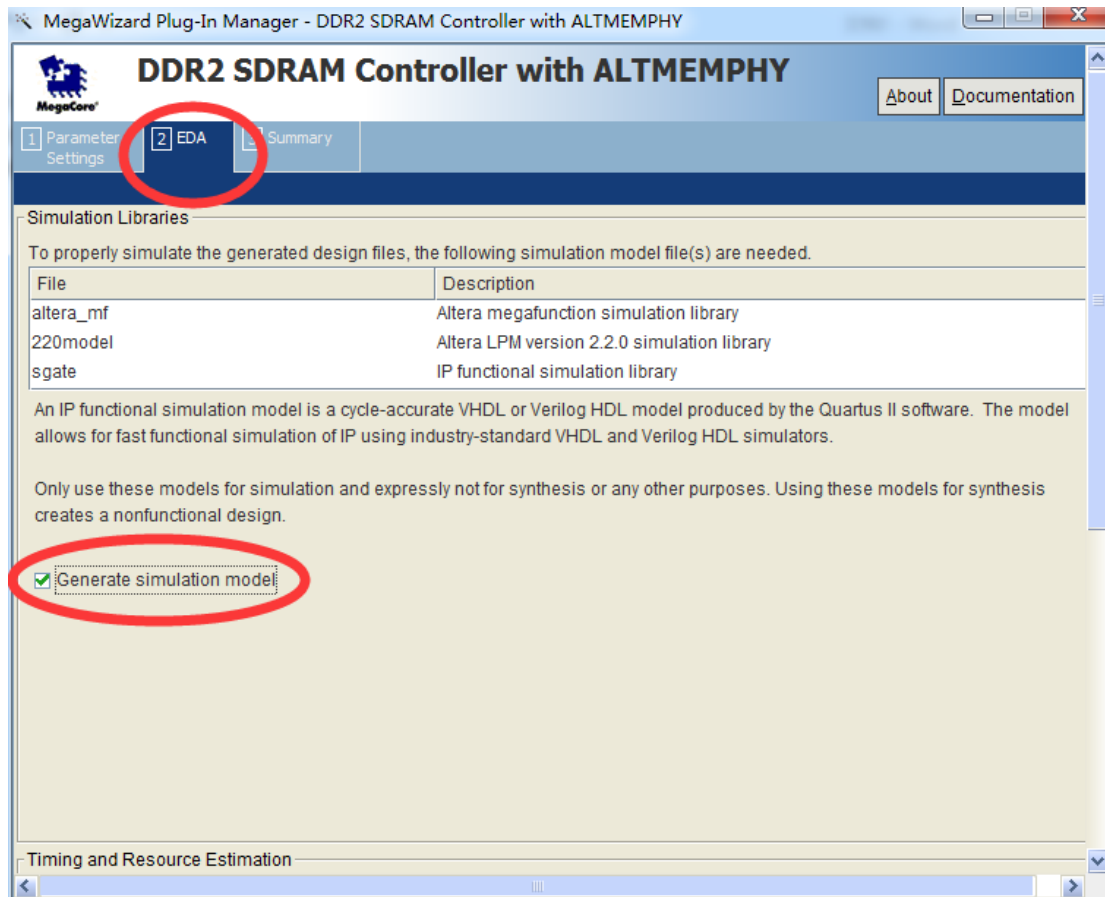 MegaWizard Plug-In Manager - DDR2 SDRAM Controller with ALTMEMPHY
DDR2 SDRAM Controller with ALTMEMPHY
MegaCore'
About
Documentation
1 Parameter Settings
2 EDA
3 Summary
Simulation Libraries
To properly simulate the generated design files, the following simulation model file(s) are needed.
File Description
altera_mf Altera megafunction simulation library
220model Altera LPM version 2.2.0 simulation library
sgate IP functional simulation library
An IP functional simulation model is a cycle-accurate VHDL or Verilog HDL model produced by the Quartus II software. The model
allows for fast functional simulation of IP using industry-standard VHDL and Verilog HDL simulators.
Only use these models for simulation and expressly not for synthesis or any other purposes. Using these models for synthesis
creates a nonfunctional design.
Generate simulation model
Timing and Resource Estimation